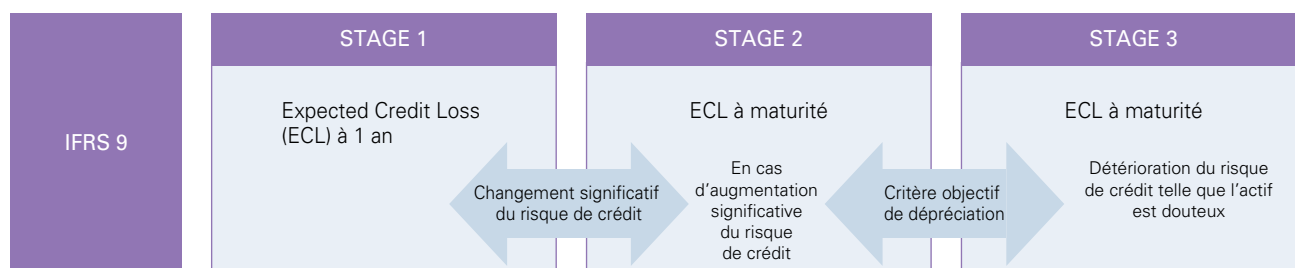 IFRS 9
STAGE 1
Expected Credit Loss
(ECL) à 1 an
Changement significatif
du risque de crédit
STAGE 2
ECL à maturité
En cas
d'augmentation
significative
du risque
de crédit
Critère objectif
de dépréciation
STAGE 3
ECL à maturité
Détérioration du risque
de crédit telle que l'actif
est douteux